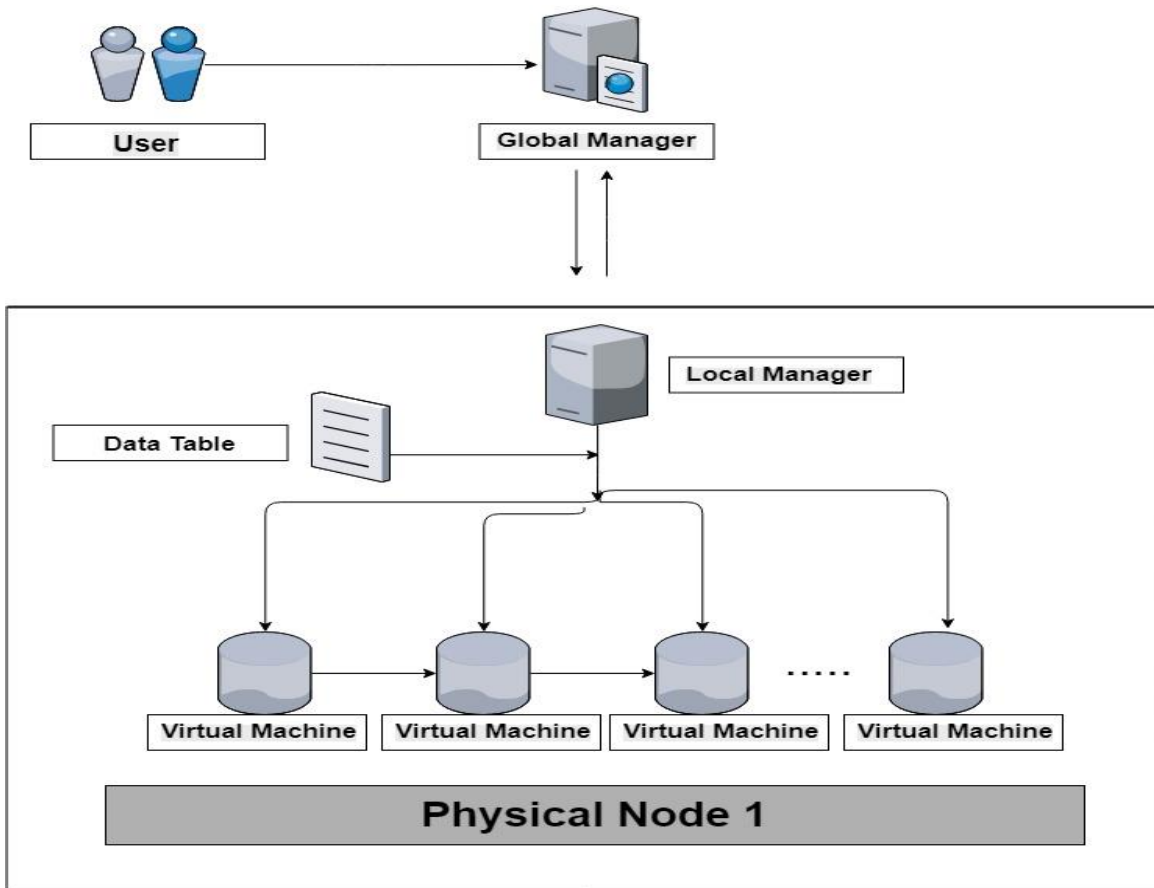 User
Global Manager
Local Manager
Data Table
.....
Virtual Machine
Virtual Machine
Virtual Machine
Virtual Machine
Physical Node 1